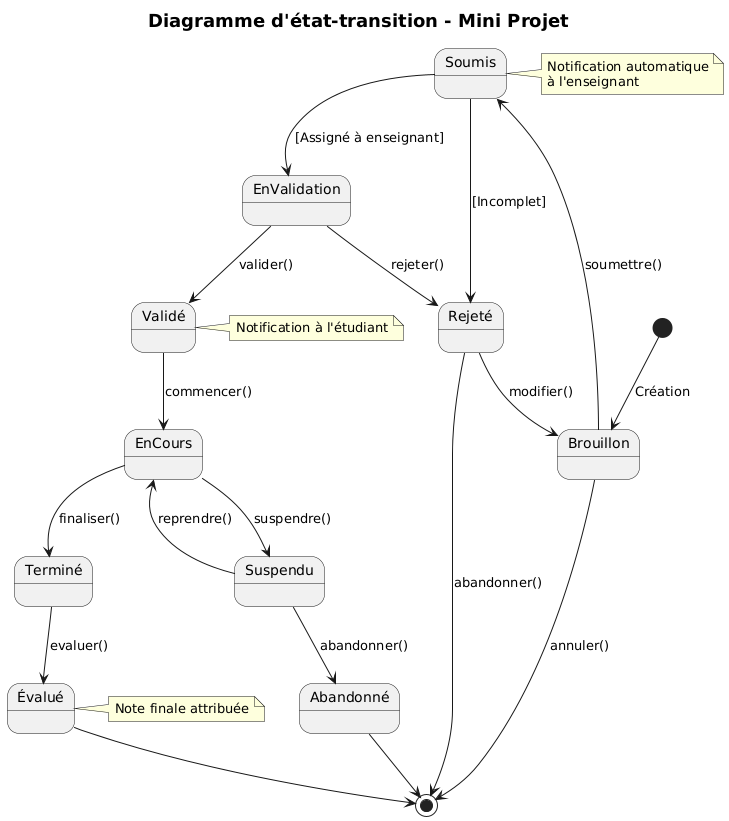 Diagramme d'état-transition - Mini Projet
Soumis
Notification automatique
à l'enseignant
[Assigné à enseignant]
EnValidation
[Incomplet]
valider()
rejeter()
soumettre()
Validé
Notification à l'étudiant
Rejeté
commencer()
modifier()
Création
EnCours
Brouillon
finaliser()
reprendre()
suspendre()
Terminé
Suspendu
abandonner()
evaluer()
abandonner()
annuler()
Évalué
Note finale attribuée
Abandonné